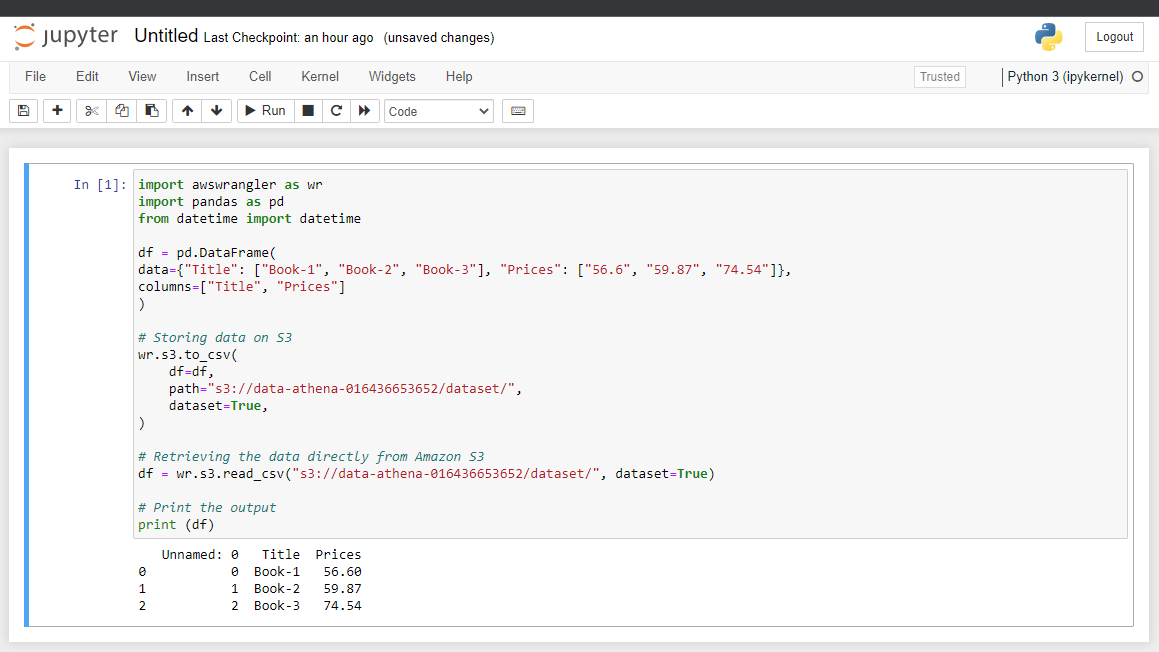 jupyter Untitled Last Checkpoint: an hour ago (unsaved changes) Logout
File Edit View Insert Cell Kernel Widgets Help Trusted Python 3 (ipykernel)
Run Code
In [1]: import awswrangler as wr
import pandas as pd
from datetime import datetime

df = pd.DataFrame(
data={"Title": ["Book-1", "Book-2", "Book-3"], "Prices": ["56.6", "59.87", "74.54"]},
columns=["Title", "Prices"]
)

# Storing data on S3
wr.s3.to_csv(
    df=df,
    path="s3://data-athena-016436653652/dataset/",
    dataset=True,
)

# Retrieving the data directly from Amazon S3
df = wr.s3.read_csv("s3://data-athena-016436653652/dataset/", dataset=True)

# Print the output
print (df)
   Unnamed: 0   Title  Prices
0           0  Book-1   56.60
1           1  Book-2   59.87
2           2  Book-3   74.54